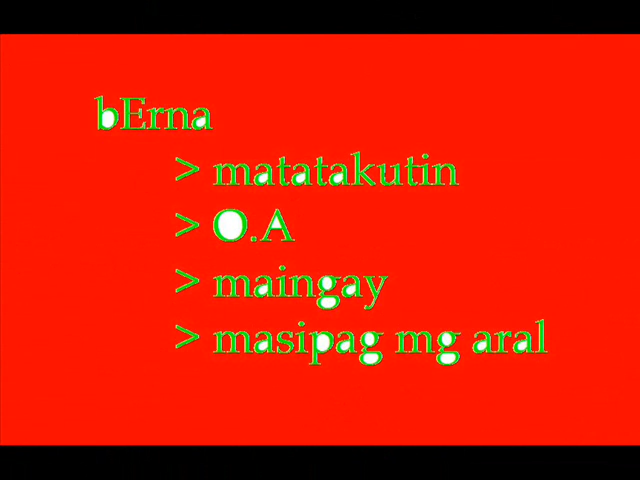 bErna
> matatakutin
> O.A
> maingay
> masipag mg aral